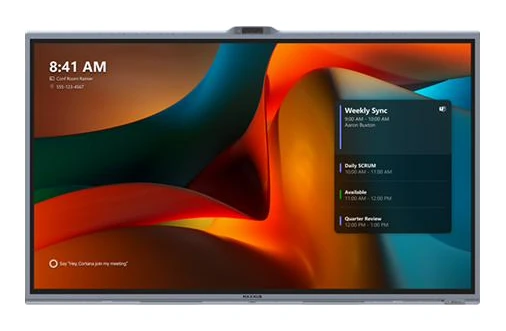 8:41 AM
Conf Room Rainier
555-123-4567
Weekly Sync
9:00 AM - 10:00 AM
Aaron Buxton
Daily SCRUM
10:00 AM - 11:00 AM
Available
11:00 AM - 12:00 PM
Quarter Review
12:00 PM - 1:00 PM
Say "Hey, Cortana join my meeting"
MAXHUB